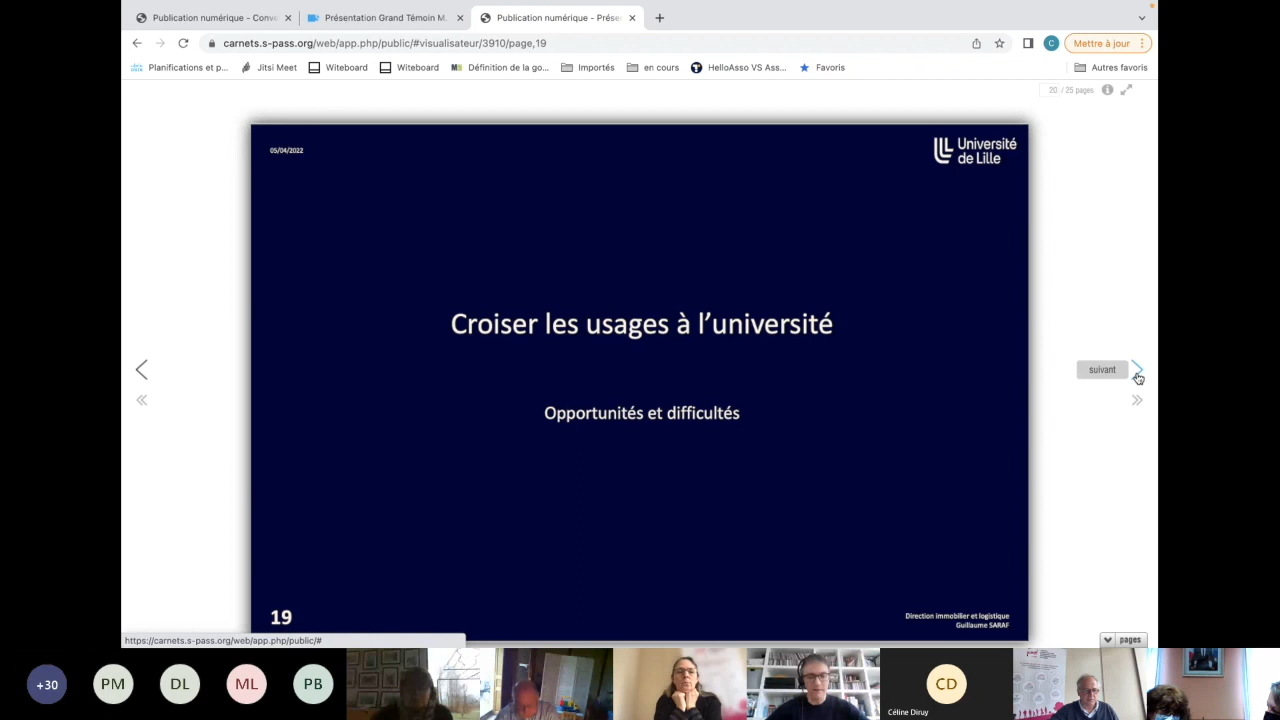 Publication numérique - Conve
Présentation Grand Témoin M.
Publication numérique - Prése
carnets.s-pass.org/web/app.php/public/#visualisateur/3910/page,19
C
Mettre à jour
Planifications et p...
Jitsi Meet
Witeboard
Witeboard
Définition de la go...
Importés
en cours
HelloAsso VS Ass...
Favoris
Autres favoris
20 / 25 pages
05/04/2022
Université
de Lille
Croiser les usages à l'université
suivant
Opportunités et difficultés
19
Direction immobilier et logistique
Guillaume SARAF
https://carnets.s-pass.org/web/app.php/public/#
pages
+30
PM
DL
ML
PB
CD
Céline Diruy